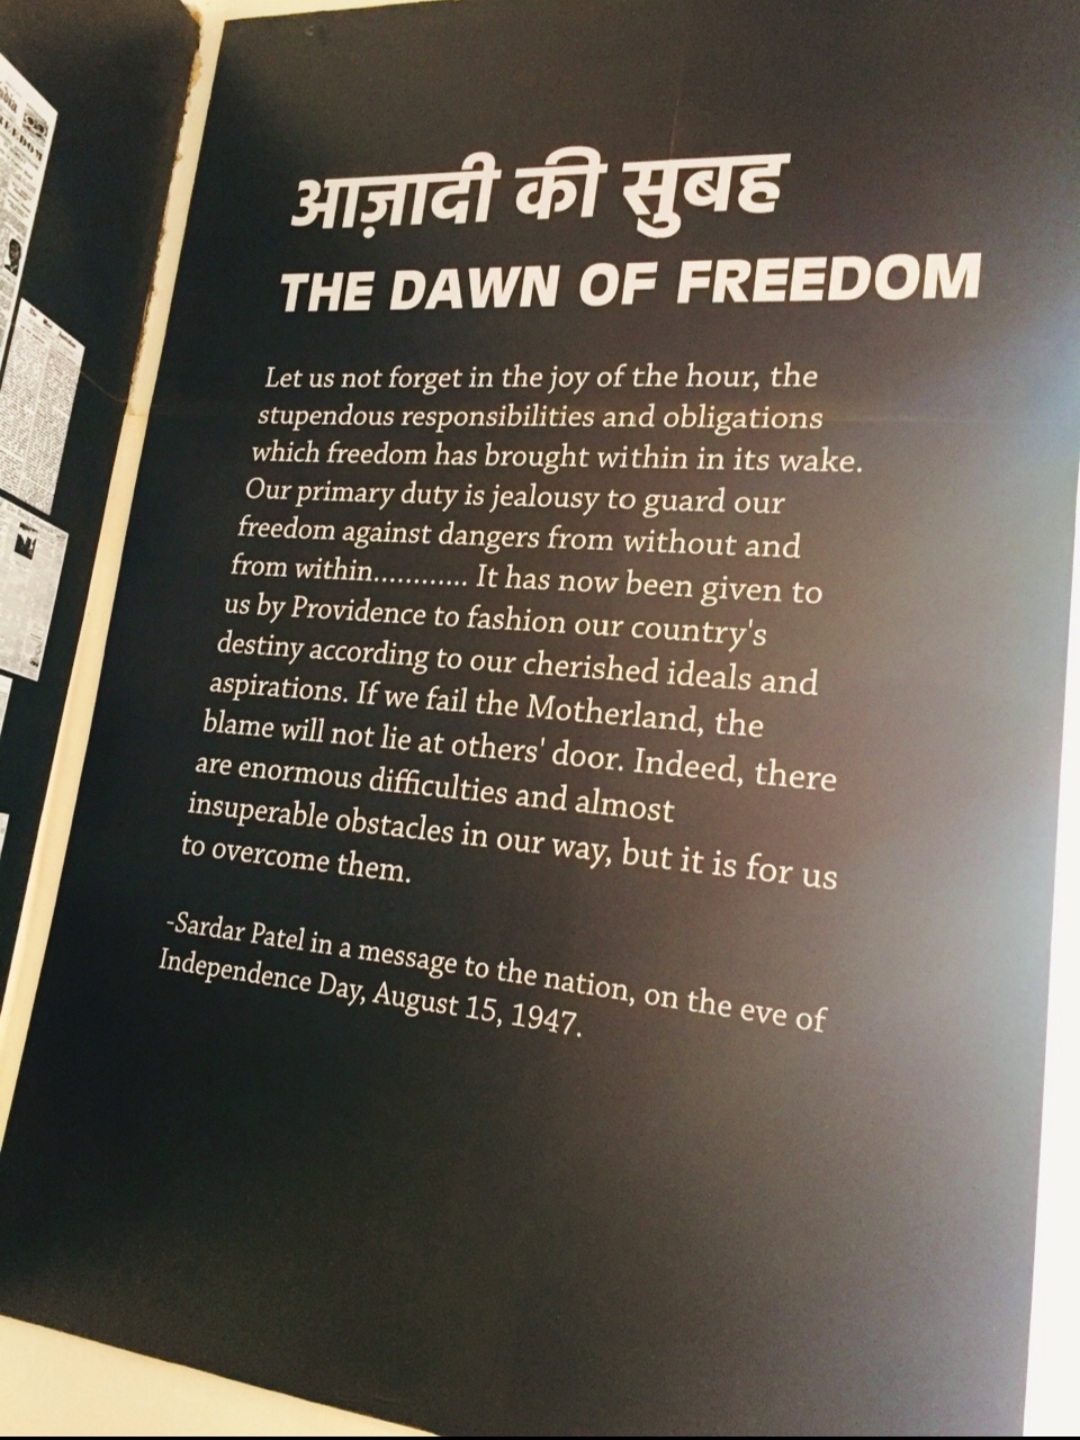 आज़ादी की सुबह
THE DAWN OF FREEDOM
Let us not forget in the joy of the hour, the
stupendous responsibilities and obligations
which freedom has brought within in its wake.
Our primary duty is jealousy to guard our
freedom against dangers from without and
from within............ It has now been given to
us by Providence to fashion our country's
destiny according to our cherished ideals and
aspirations. If we fail the Motherland, the
blame will not lie at others' door. Indeed, there
are enormous difficulties and almost
insuperable obstacles in our way, but it is for us
to overcome them.
-Sardar Patel in a message to the nation, on the eve of
Independence Day, August 15, 1947.